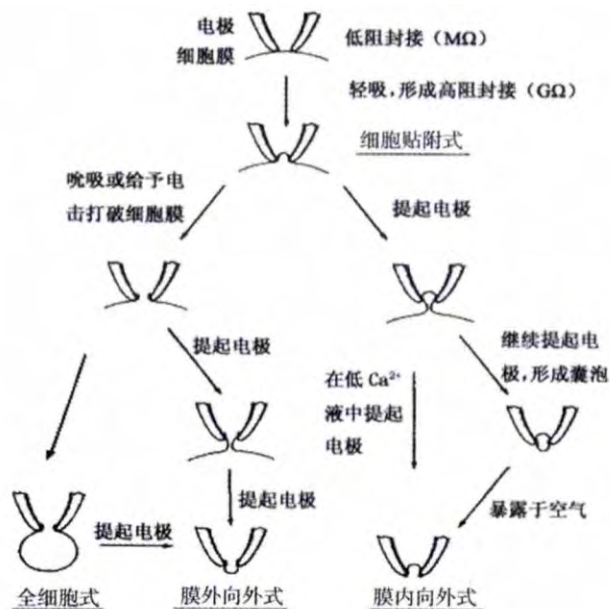 电极
细胞膜
低阻封接（MΩ）
轻吸，形成高阻封接（GΩ）
细胞贴附式
吮吸或给予电
击打破细胞膜
提起电极
提起电极
继续提起电
极，形成囊泡
在低 Ca²⁺
液中提起
电极
提起电极
暴露于空气
提起电极
全细胞式
膜外向外式
膜内向外式